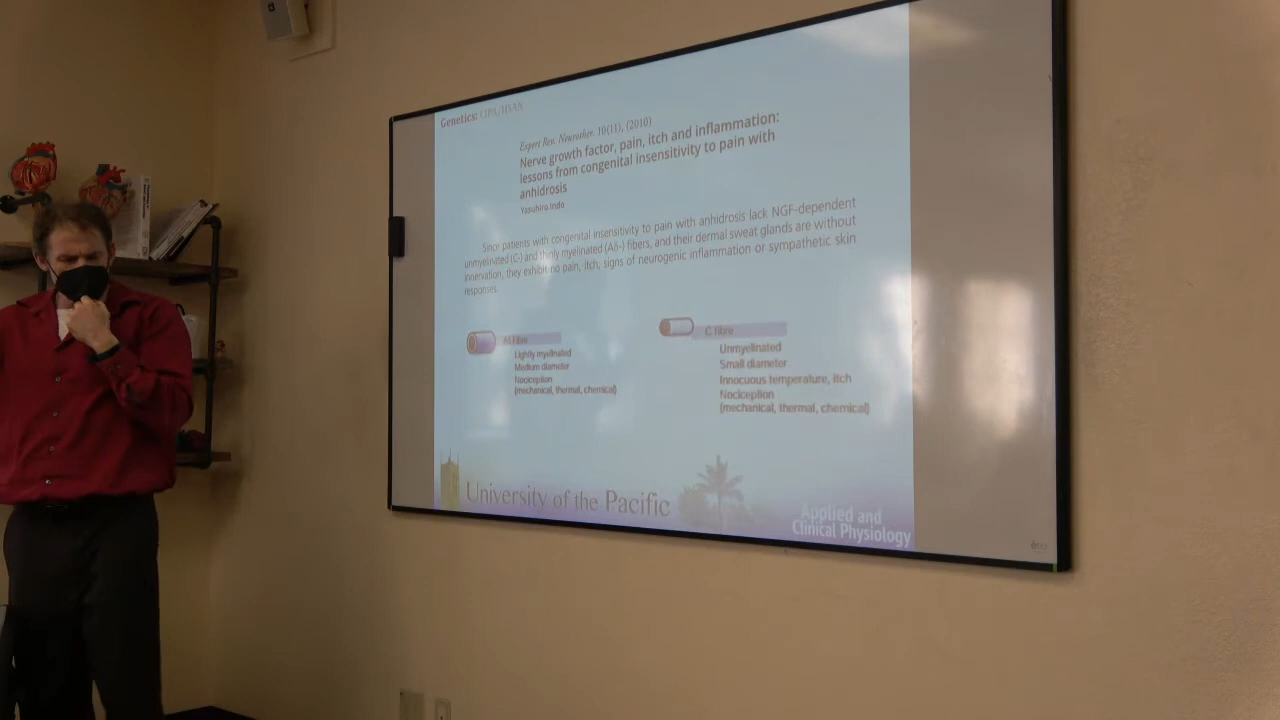 Genetics: CIPA/HSAN
Expert Rev. Neurother. 10(11), (2010)
Nerve growth factor, pain, itch and inflammation:
lessons from congenital insensitivity to pain with
anhidrosis
Yasuhiro Indo
Since patients with congenital insensitivity to pain with anhidrosis lack NGF-dependent
unmyelinated (C-) and thinly myelinated (Aδ-) fibers, and their dermal sweat glands are without
innervation, they exhibit no pain, itch, signs of neurogenic inflammation or sympathetic skin
responses.
Aδ Fibre
Lightly myelinated
Medium diameter
Nociception
(mechanical, thermal, chemical)
C fibre
Unmyelinated
Small diameter
Innocuous temperature, itch
Nociception
(mechanical, thermal, chemical)
University of the Pacific
Applied and
Clinical Physiology